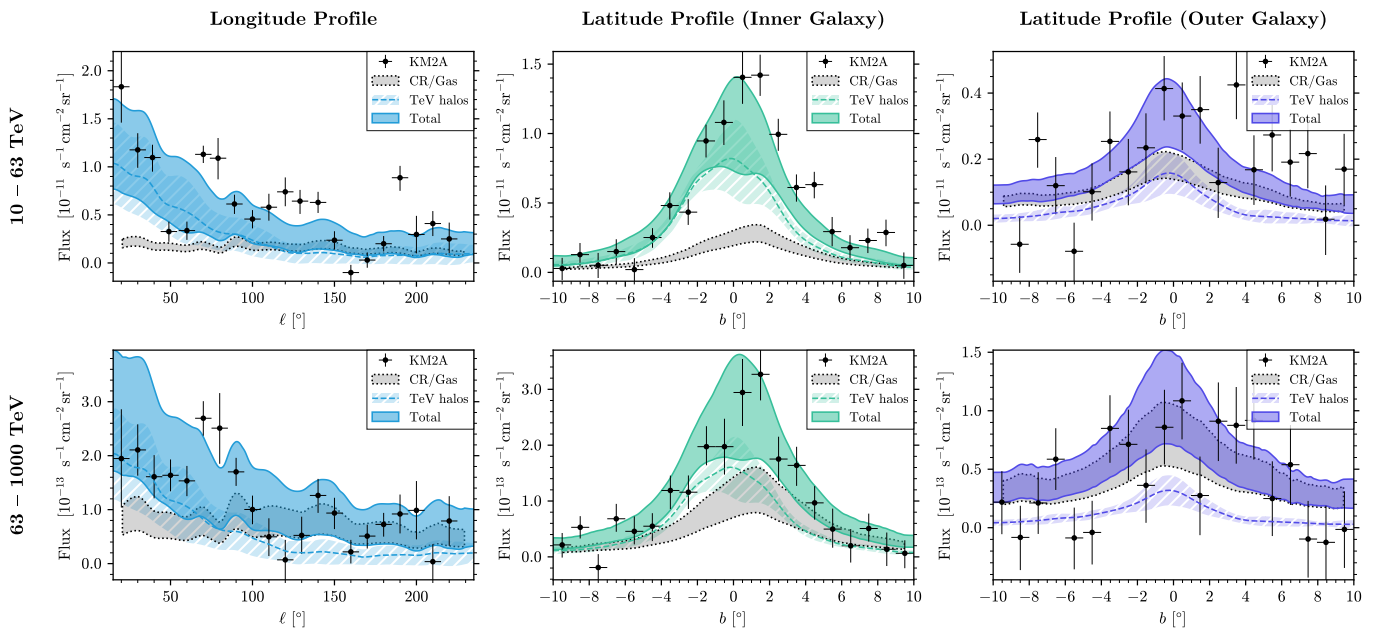 Longitude Profile
Latitude Profile (Inner Galaxy)
Latitude Profile (Outer Galaxy)
10 − 63 TeV
Flux [10⁻¹¹ s⁻¹ cm⁻² sr⁻¹]
2.0
1.5
1.0
0.5
0.0
50
100
150
200
ℓ [°]
KM2A
CR/Gas
TeV halos
Total
Flux [10⁻¹¹ s⁻¹ cm⁻² sr⁻¹]
1.5
1.0
0.5
0.0
−10 −8 −6 −4 −2 0 2 4 6 8 10
b [°]
KM2A
CR/Gas
TeV halos
Total
Flux [10⁻¹¹ s⁻¹ cm⁻² sr⁻¹]
0.4
0.2
0.0
−10 −8 −6 −4 −2 0 2 4 6 8 10
b [°]
KM2A
CR/Gas
TeV halos
Total
63 − 1000 TeV
Flux [10⁻¹³ s⁻¹ cm⁻² sr⁻¹]
3.0
2.0
1.0
0.0
50
100
150
200
ℓ [°]
KM2A
CR/Gas
TeV halos
Total
Flux [10⁻¹³ s⁻¹ cm⁻² sr⁻¹]
3.0
2.0
1.0
0.0
−10 −8 −6 −4 −2 0 2 4 6 8 10
b [°]
KM2A
CR/Gas
TeV halos
Total
Flux [10⁻¹³ s⁻¹ cm⁻² sr⁻¹]
1.5
1.0
0.5
0.0
−10 −8 −6 −4 −2 0 2 4 6 8 10
b [°]
KM2A
CR/Gas
TeV halos
Total